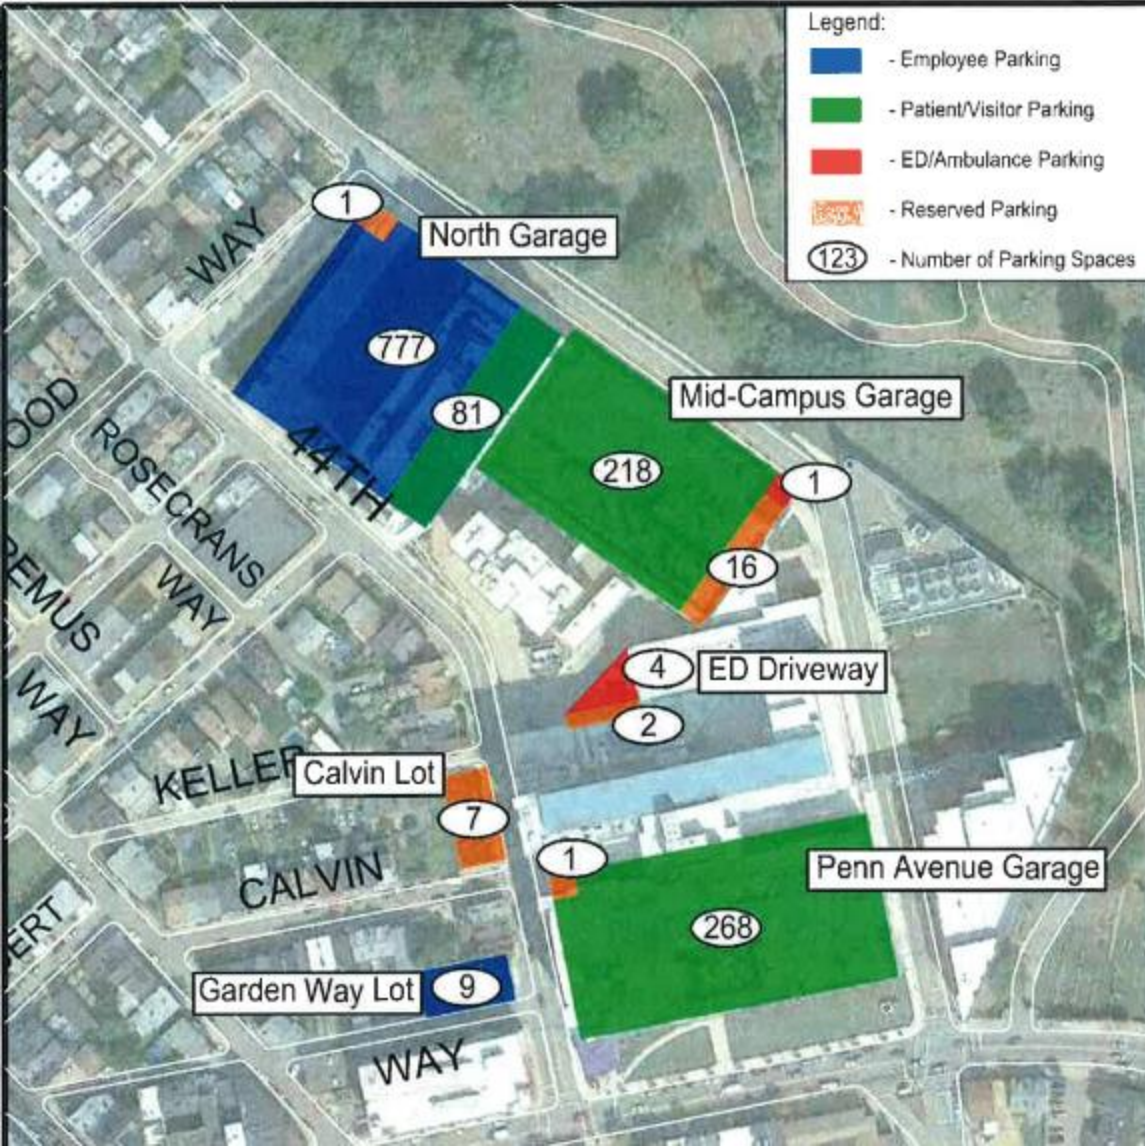 Legend:
- Employee Parking
- Patient/Visitor Parking
- ED/Ambulance Parking
- Reserved Parking
123 - Number of Parking Spaces
1
North Garage
WAY
777
Mid-Campus Garage
OOD
81
ROSECRANS
44TH
218
1
16
EMUS
WAY
4
ED Driveway
WAY
2
KELLER
Calvin Lot
7
1
CALVIN
Penn Avenue Garage
ERT
268
Garden Way Lot
9
WAY